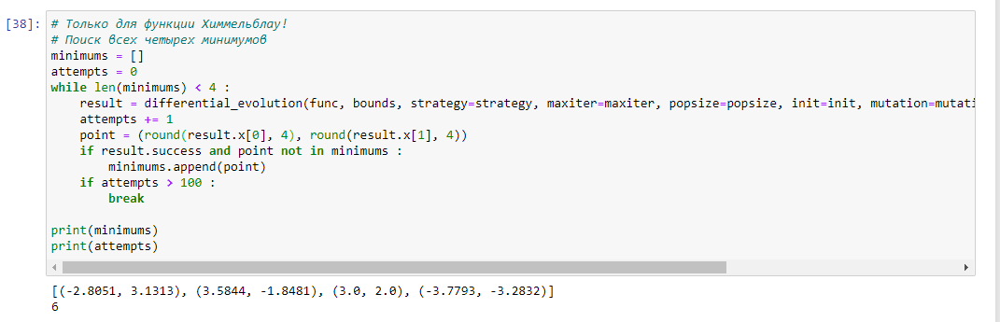 [38]: # Только для функции Химмельблау!
# Поиск всех четырех минимумов
minimums = []
attempts = 0
while len(minimums) < 4 :
    result = differential_evolution(func, bounds, strategy=strategy, maxiter=maxiter, popsize=popsize, init=init, mutation=mutati
    attempts += 1
    point = (round(result.x[0], 4), round(result.x[1], 4))
    if result.success and point not in minimums :
        minimums.append(point)
    if attempts > 100 :
        break

print(minimums)
print(attempts)
[(-2.8051, 3.1313), (3.5844, -1.8481), (3.0, 2.0), (-3.7793, -3.2832)]
6